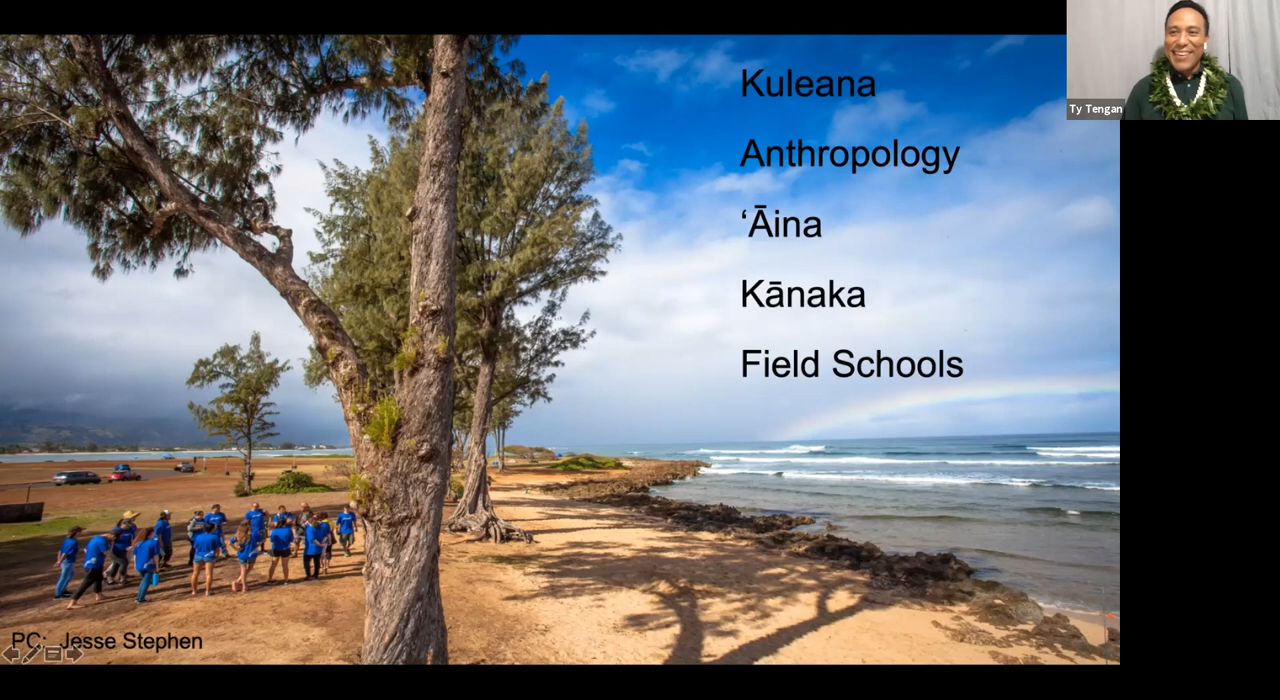 Kuleana
Anthropology
ʻĀina
Kānaka
Field Schools
Ty Tengan
PC: Jesse Stephen